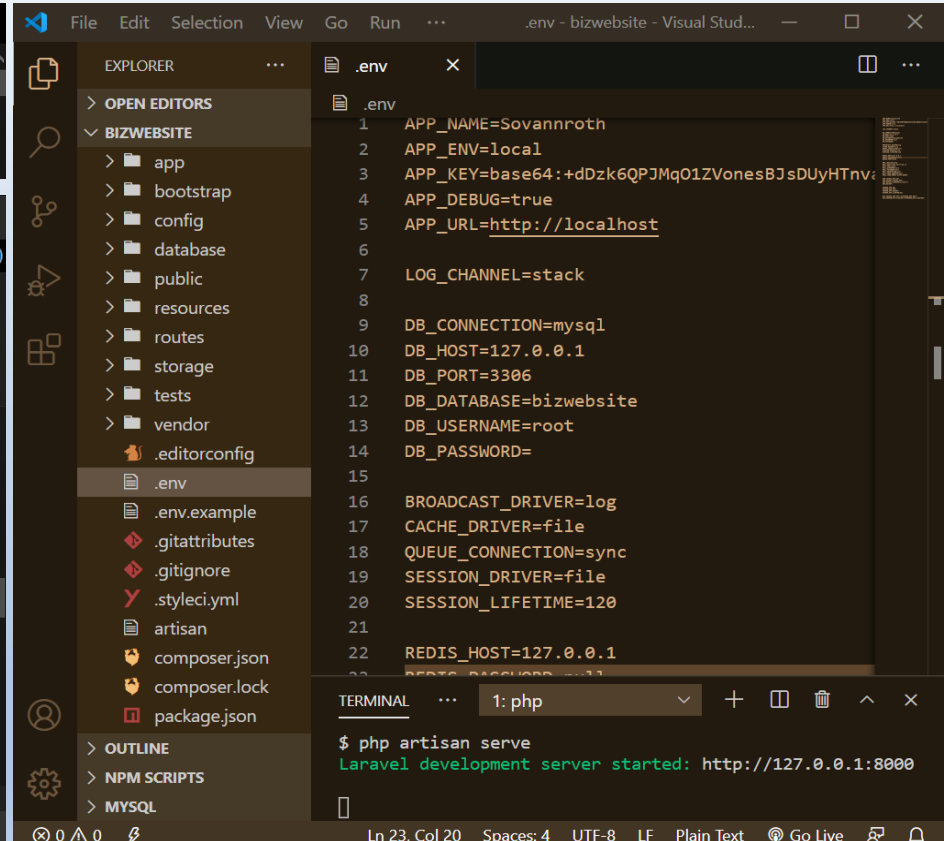 File Edit Selection View Go Run ··· .env - bizwebsite - Visual Stud...
EXPLORER ···
OPEN EDITORS
BIZWEBSITE
app
bootstrap
config
database
public
resources
routes
storage
tests
vendor
.editorconfig
.env
.env.example
.gitattributes
.gitignore
.styleci.yml
artisan
composer.json
composer.lock
package.json
OUTLINE
NPM SCRIPTS
MYSQL
.env
.env
1 APP_NAME=Sovannroth
2 APP_ENV=local
3 APP_KEY=base64:+dDzk6QPJMqO1ZVonesBJsDUyHTnva
4 APP_DEBUG=true
5 APP_URL=http://localhost
6
7 LOG_CHANNEL=stack
8
9 DB_CONNECTION=mysql
10 DB_HOST=127.0.0.1
11 DB_PORT=3306
12 DB_DATABASE=bizwebsite
13 DB_USERNAME=root
14 DB_PASSWORD=
15
16 BROADCAST_DRIVER=log
17 CACHE_DRIVER=file
18 QUEUE_CONNECTION=sync
19 SESSION_DRIVER=file
20 SESSION_LIFETIME=120
21
22 REDIS_HOST=127.0.0.1
23 REDIS_PASSWORD=null
TERMINAL ··· 1: php
$ php artisan serve
Laravel development server started: http://127.0.0.1:8000
0 0 Ln 23, Col 20 Spaces: 4 UTF-8 LF Plain Text Go Live